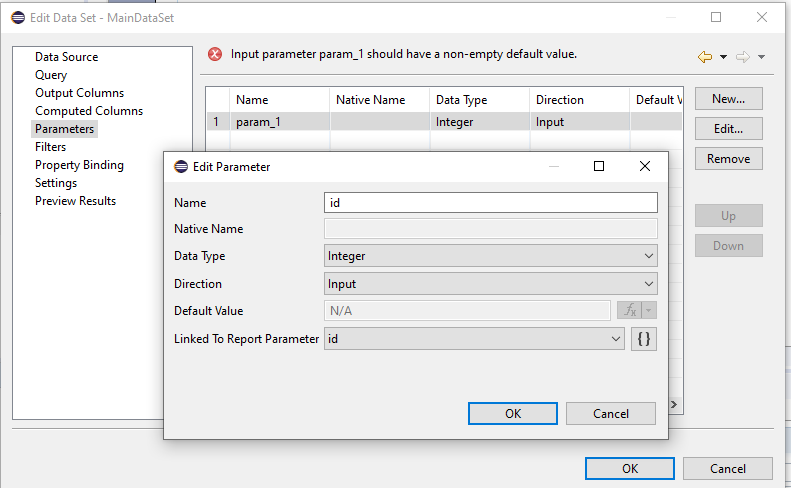 Edit Data Set - MainDataSet
Data Source
Query
Output Columns
Computed Columns
Parameters
Filters
Property Binding
Settings
Preview Results
Input parameter param_1 should have a non-empty default value.
Name Native Name Data Type Direction Default V
1 param_1 Integer Input
New...
Edit...
Remove
Up
Down
Edit Parameter
Name id
Native Name
Data Type Integer
Direction Input
Default Value N/A fx
Linked To Report Parameter id {}
OK Cancel
OK Cancel